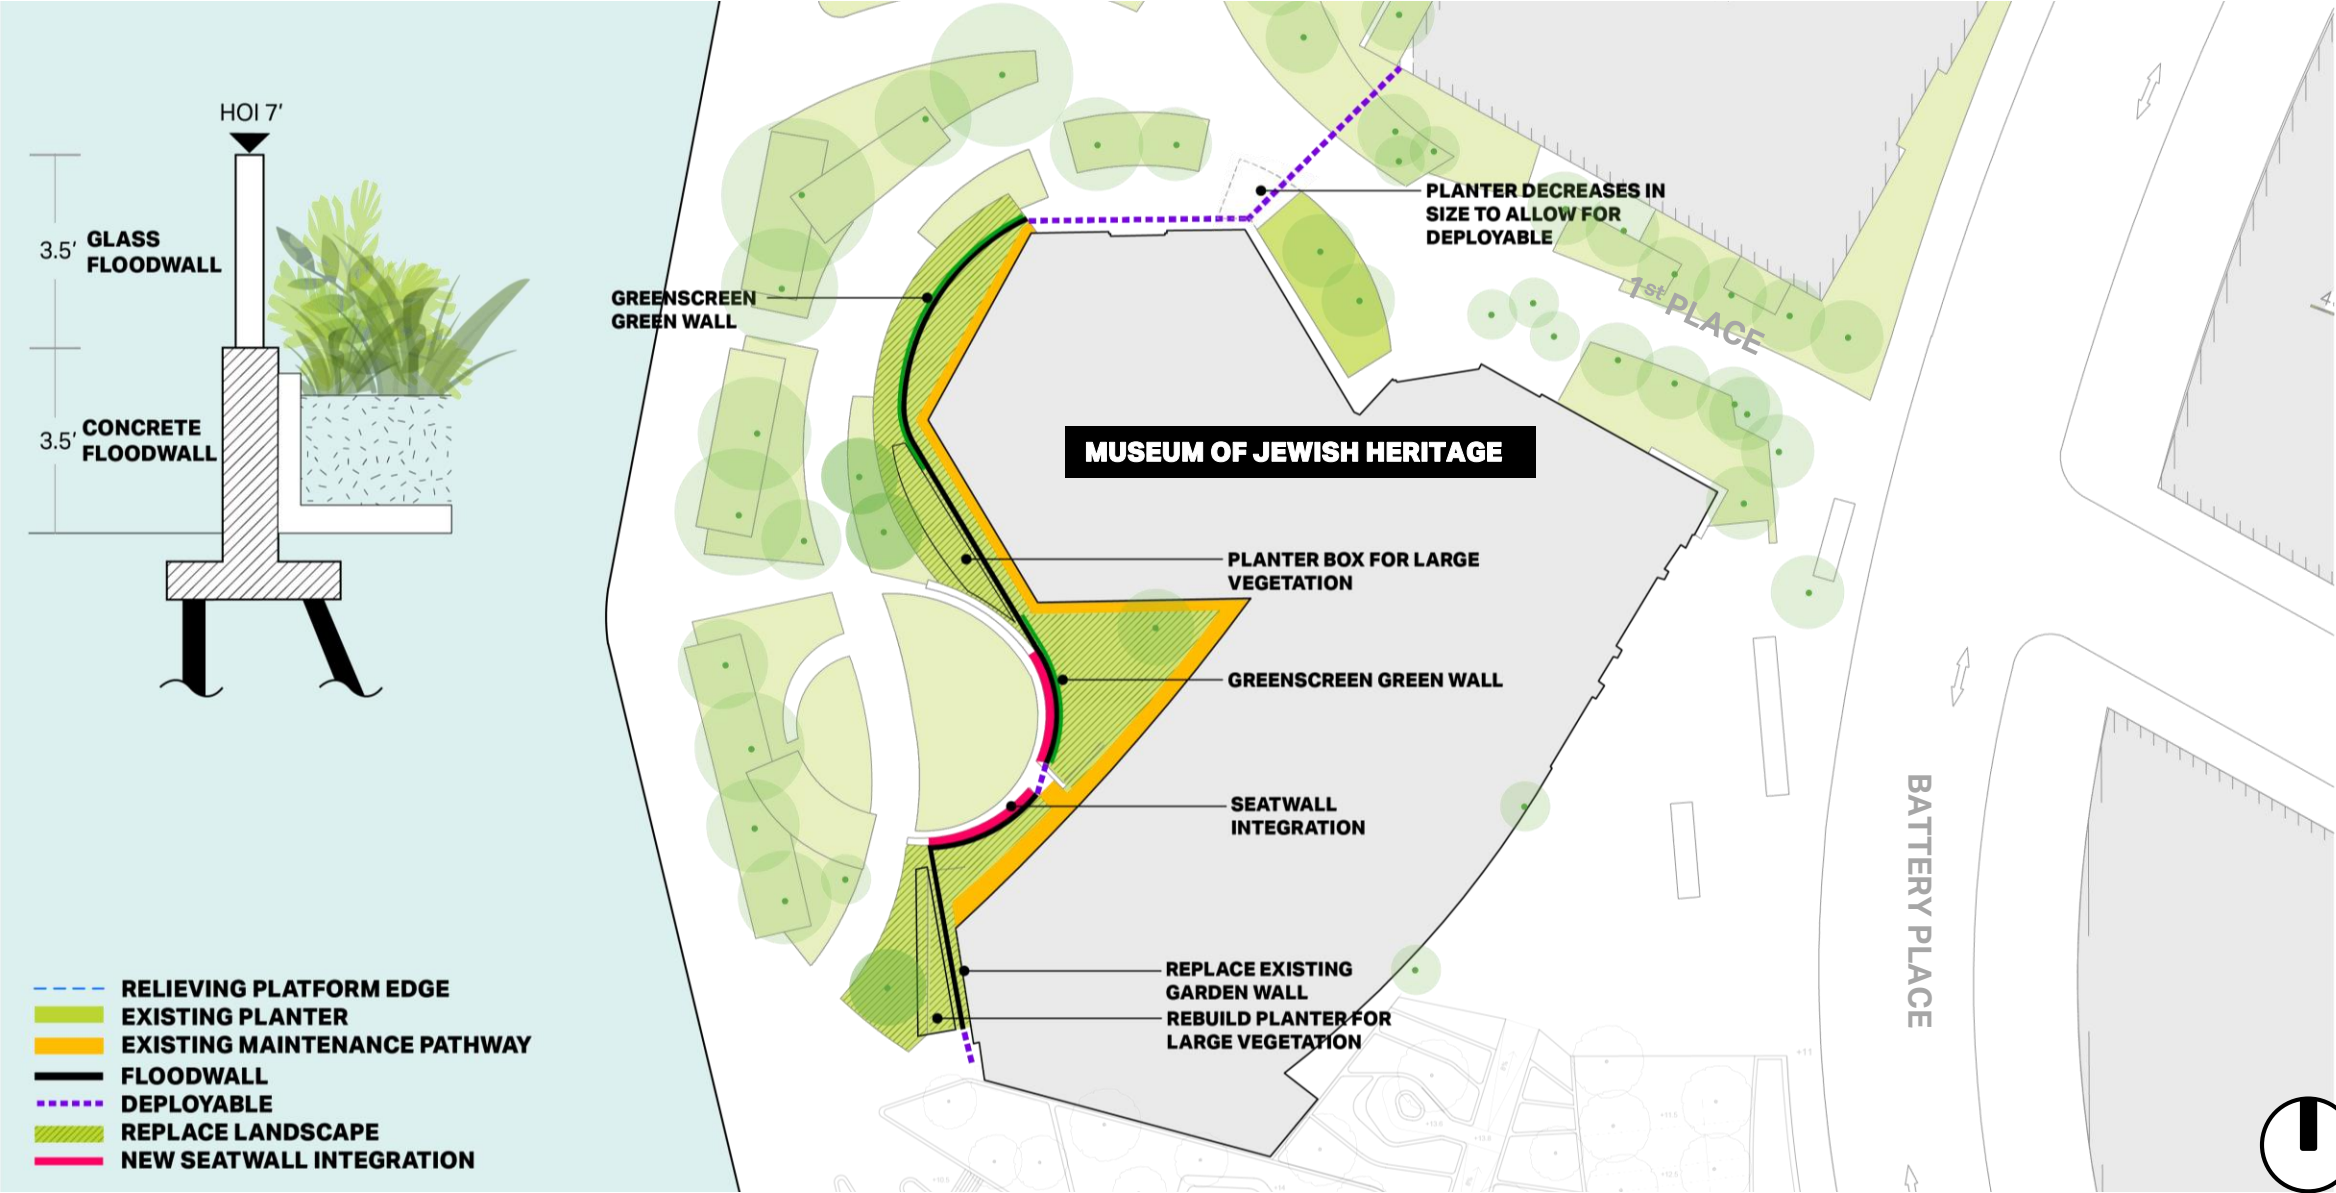 HOI 7'
3.5'
GLASS
FLOODWALL
3.5'
CONCRETE
FLOODWALL
GREENSCREEN
GREEN WALL
PLANTER DECREASES IN
SIZE TO ALLOW FOR
DEPLOYABLE
1st PLACE
MUSEUM OF JEWISH HERITAGE
PLANTER BOX FOR LARGE
VEGETATION
GREENSCREEN GREEN WALL
SEATWALL
INTEGRATION
BATTERY PLACE
REPLACE EXISTING
GARDEN WALL
REBUILD PLANTER FOR
LARGE VEGETATION
+11
RELIEVING PLATFORM EDGE
EXISTING PLANTER
EXISTING MAINTENANCE PATHWAY
FLOODWALL
DEPLOYABLE
REPLACE LANDSCAPE
NEW SEATWALL INTEGRATION